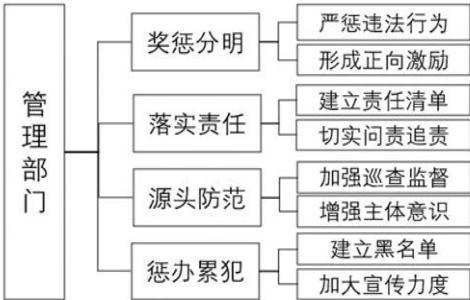 管理部门
奖惩分明
严惩违法行为
形成正向激励
落实责任
建立责任清单
切实问责追责
源头防范
加强巡查监督
增强主体意识
惩办累犯
建立黑名单
加大宣传力度